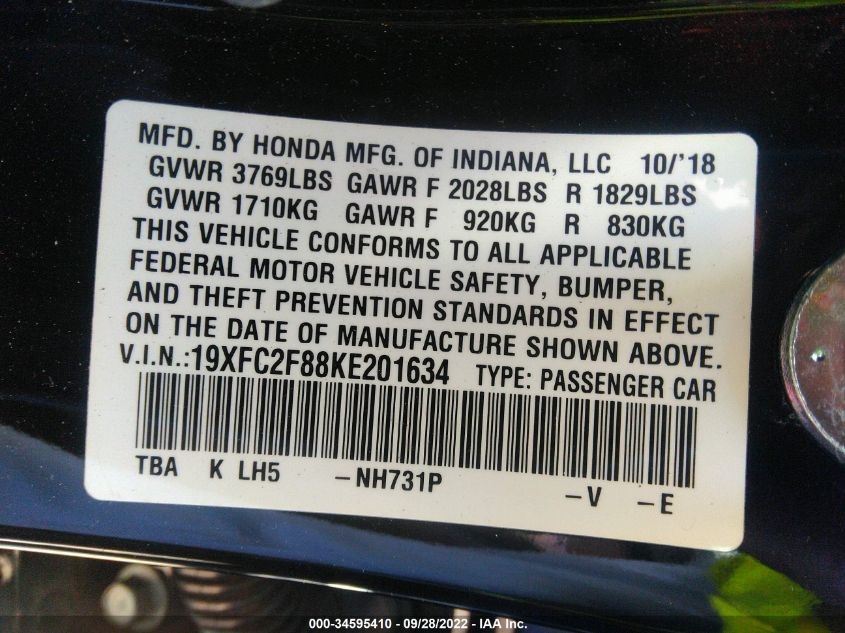 MFD. BY HONDA MFG. OF INDIANA, LLC 10/'18
GVWR 3769LBS GAWR F 2028LBS R 1829LBS
GVWR 1710KG GAWR F 920KG R 830KG
THIS VEHICLE CONFORMS TO ALL APPLICABLE
FEDERAL MOTOR VEHICLE SAFETY, BUMPER,
AND THEFT PREVENTION STANDARDS IN EFFECT
ON THE DATE OF MANUFACTURE SHOWN ABOVE.
V.I.N.:19XFC2F88KE201634 TYPE: PASSENGER CAR
TBA K LH5 –NH731P –V –E
000-34595410 - 09/28/2022 - IAA Inc.